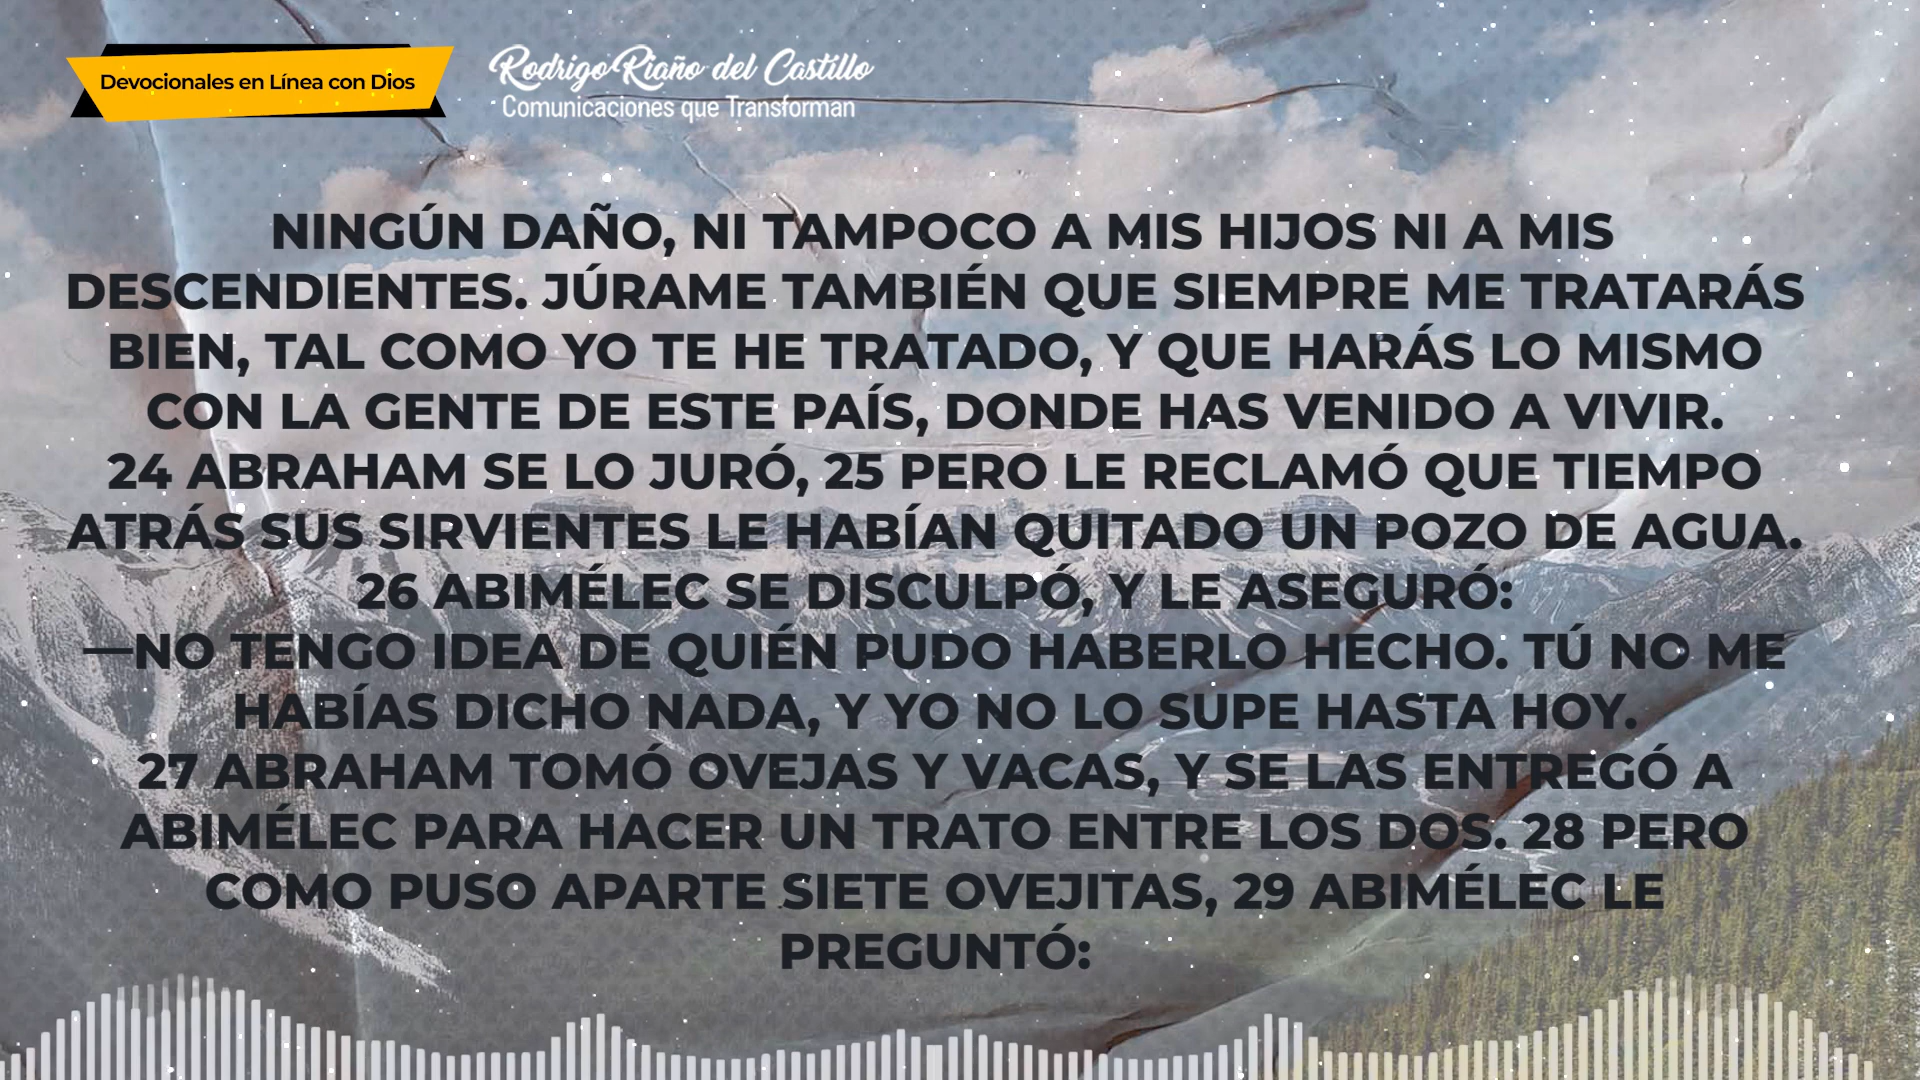 Devocionales en Línea con Dios
Rodrigo Riaño del Castillo
Comunicaciones que Transforman
NINGÚN DAÑO, NI TAMPOCO A MIS HIJOS NI A MIS
DESCENDIENTES. JÚRAME TAMBIÉN QUE SIEMPRE ME TRATARÁS
BIEN, TAL COMO YO TE HE TRATADO, Y QUE HARÁS LO MISMO
CON LA GENTE DE ESTE PAÍS, DONDE HAS VENIDO A VIVIR.
24 ABRAHAM SE LO JURÓ, 25 PERO LE RECLAMÓ QUE TIEMPO
ATRÁS SUS SIRVIENTES LE HABÍAN QUITADO UN POZO DE AGUA.
26 ABIMÉLEC SE DISCULPÓ, Y LE ASEGURÓ:
—NO TENGO IDEA DE QUIÉN PUDO HABERLO HECHO. TÚ NO ME
HABÍAS DICHO NADA, Y YO NO LO SUPE HASTA HOY.
27 ABRAHAM TOMÓ OVEJAS Y VACAS, Y SE LAS ENTREGÓ A
ABIMÉLEC PARA HACER UN TRATO ENTRE LOS DOS. 28 PERO
COMO PUSO APARTE SIETE OVEJITAS, 29 ABIMÉLEC LE
PREGUNTÓ: